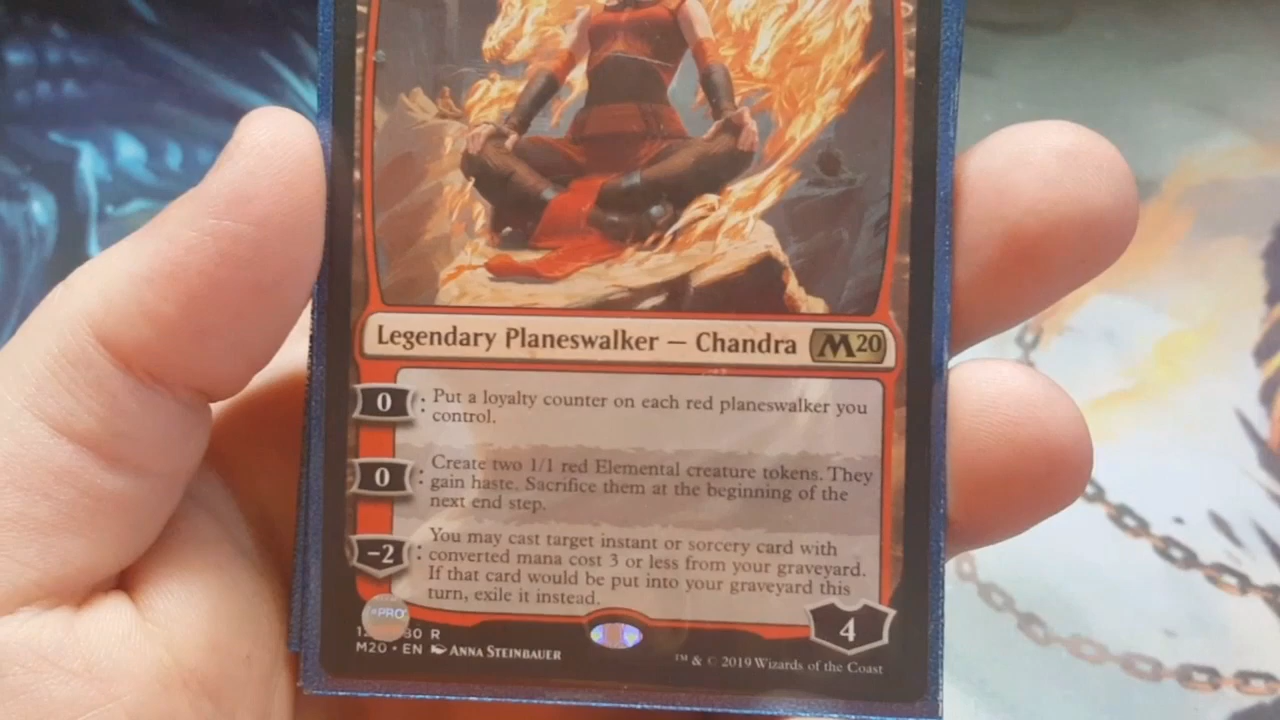 Legendary Planeswalker — Chandra M20
0 : Put a loyalty counter on each red planeswalker you
control.
0 : Create two 1/1 red Elemental creature tokens. They
gain haste. Sacrifice them at the beginning of the
next end step.
−2 : You may cast target instant or sorcery card with
converted mana cost 3 or less from your graveyard.
If that card would be put into your graveyard this
turn, exile it instead.
4
PRO
80 R
M20 • EN ANNA STEINBAUER
™ & © 2019 Wizards of the Coast